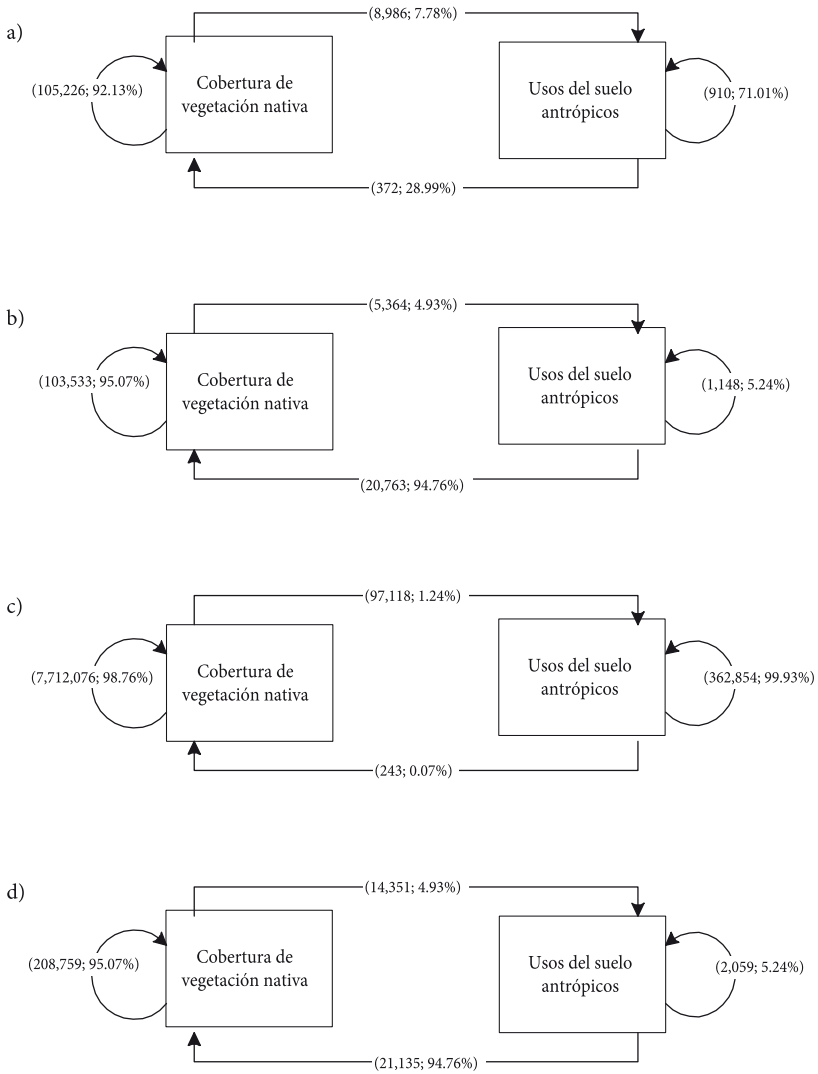 a)
(8,986; 7.78%)
(105,226; 92.13%)
Cobertura de
vegetación nativa
Usos del suelo
antrópicos
(910; 71.01%)
(372; 28.99%)
b)
(5,364; 4.93%)
(103,533; 95.07%)
Cobertura de
vegetación nativa
Usos del suelo
antrópicos
(1,148; 5.24%)
(20,763; 94.76%)
c)
(97,118; 1.24%)
(7,712,076; 98.76%)
Cobertura de
vegetación nativa
Usos del suelo
antrópicos
(362,854; 99.93%)
(243; 0.07%)
d)
(14,351; 4.93%)
(208,759; 95.07%)
Cobertura de
vegetación nativa
Usos del suelo
antrópicos
(2,059; 5.24%)
(21,135; 94.76%)